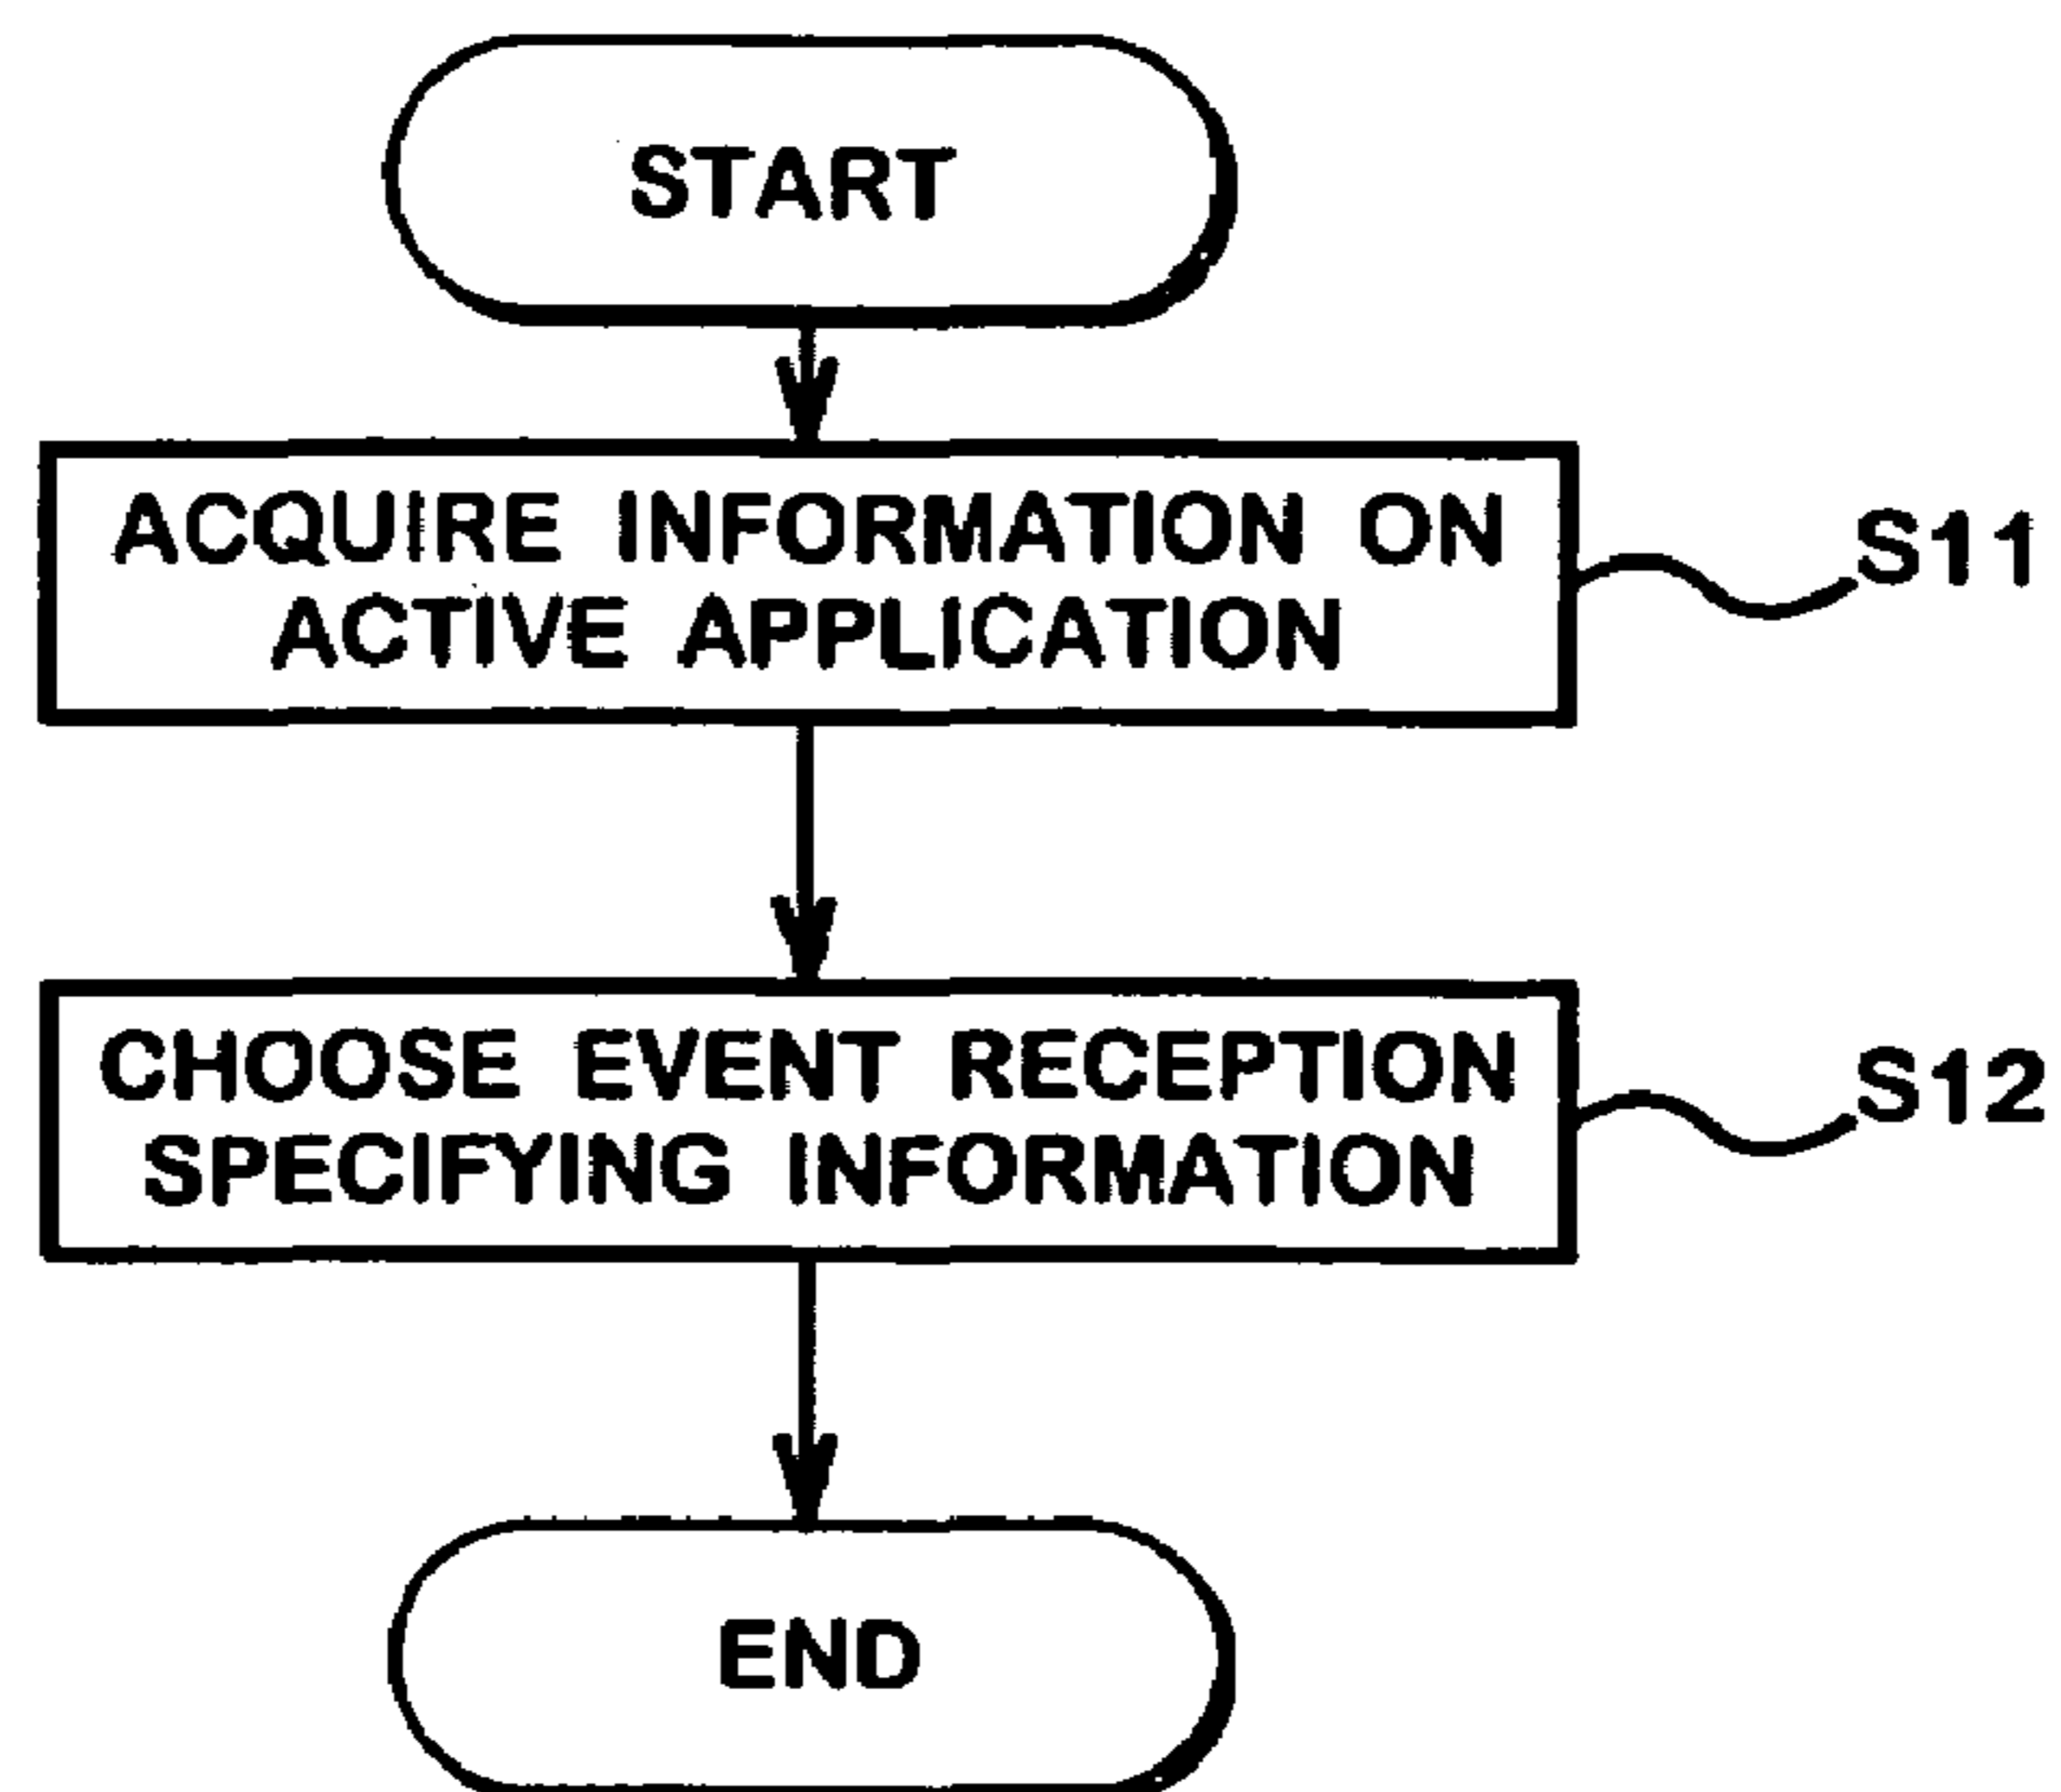 START
ACQUIRE INFORMATION ON
ACTIVE APPLICATION
S11
CHOOSE EVENT RECEPTION
SPECIFYING INFORMATION
S12
END